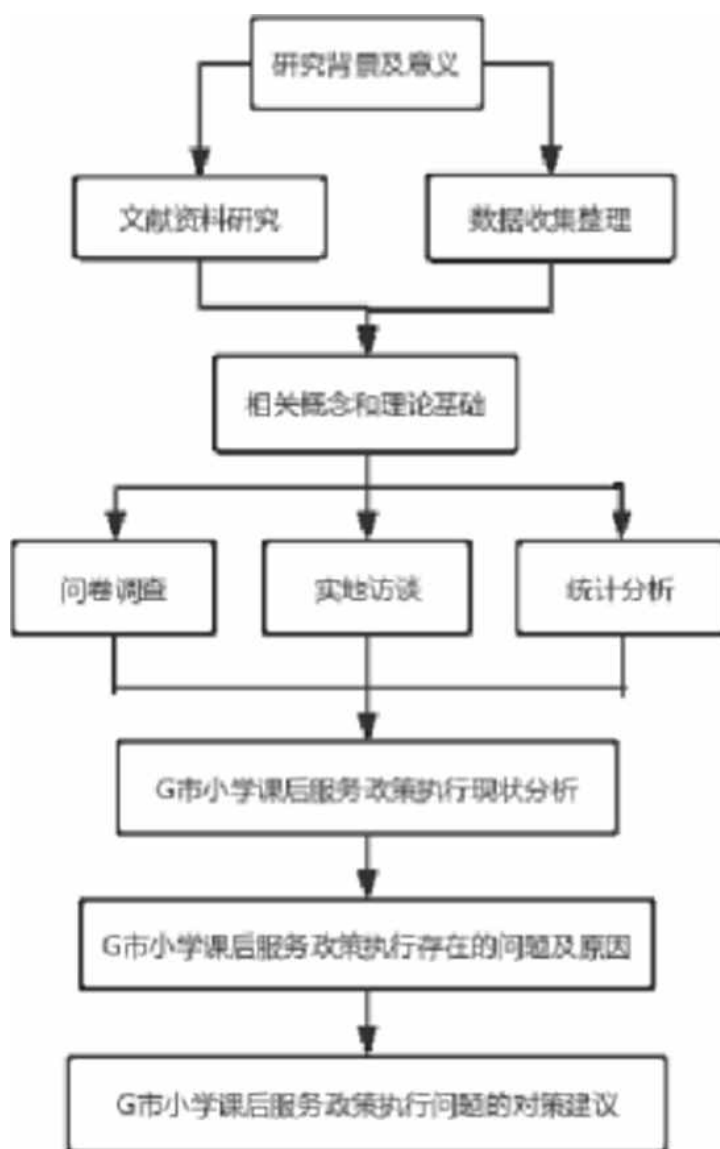 研究背景及意义
文献资料研究
数据收集整理
相关概念和理论基础
问卷调查
实地访谈
统计分析
G市小学课后服务政策执行现状分析
G市小学课后服务政策执行存在的问题及原因
G市小学课后服务政策执行问题的对策建议